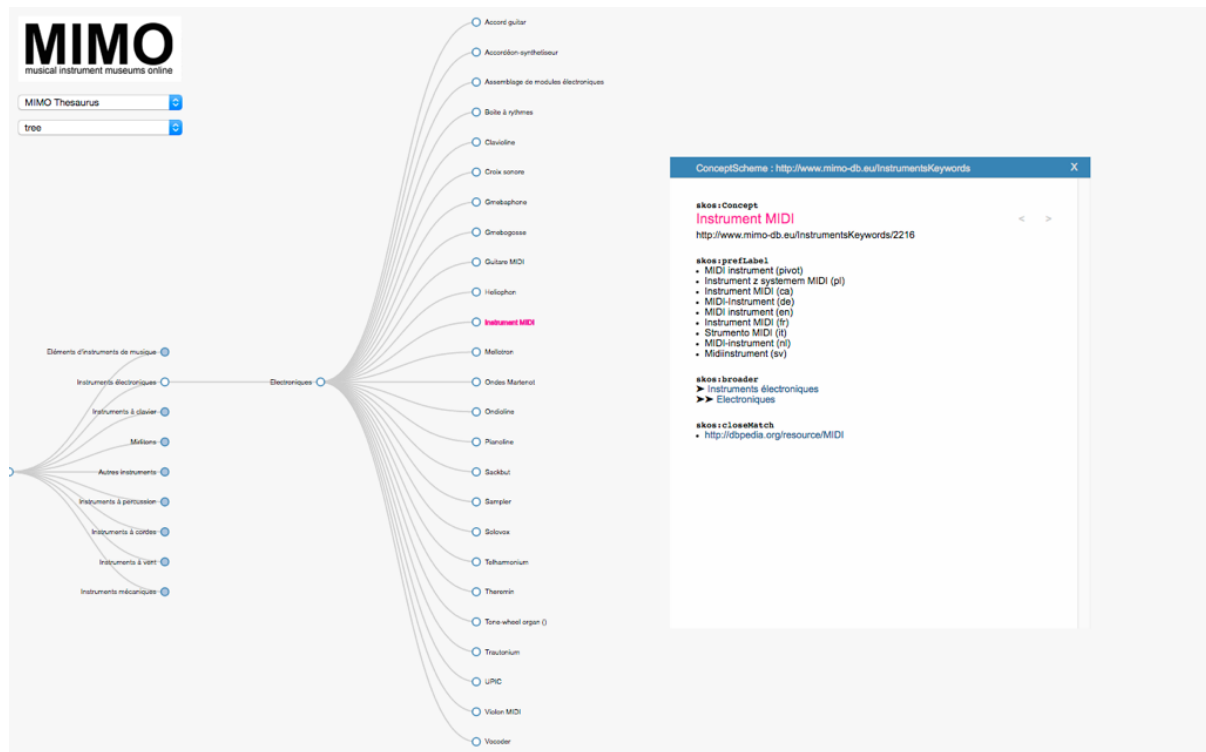 MIMO
musical instrument museums online
MIMO Thesaurus
tree
Éléments d'instruments de musique
Instruments électroniques
Instruments à clavier
Autres instruments
Instruments à percussion
Instruments à cordes
Instruments à vent
Instruments mécaniques
Electroniques
Accord guitar
Accordéon-synthetiseur
Assemblage de modules électroniques
Boite à rythmes
Clavioline
Croix sonore
Gmebaphone
Gmebogosse
Guitare MIDI
Heliophon
Instrument MIDI
Mellotron
Ondes Martenot
Ondioline
Pianoline
Sackbut
Sampler
Solovox
Telharmonium
Theremin
Tone-wheel organ ()
Trautonium
UPIC
Violon MIDI
Vocoder
ConceptScheme : http://www.mimo-db.eu/InstrumentsKeywords X
skos:Concept
Instrument MIDI < >
http://www.mimo-db.eu/InstrumentsKeywords/2216
skos:prefLabel
• MIDI instrument (pivot)
• Instrument z systemem MIDI (pl)
• Instrument MIDI (ca)
• MIDI-Instrument (de)
• MIDI instrument (en)
• Instrument MIDI (fr)
• Strumento MIDI (it)
• MIDI-instrument (nl)
• Midiinstrument (sv)
skos:broader
➤ Instruments électroniques
➤➤ Electroniques
skos:closeMatch
• http://dbpedia.org/resource/MIDI